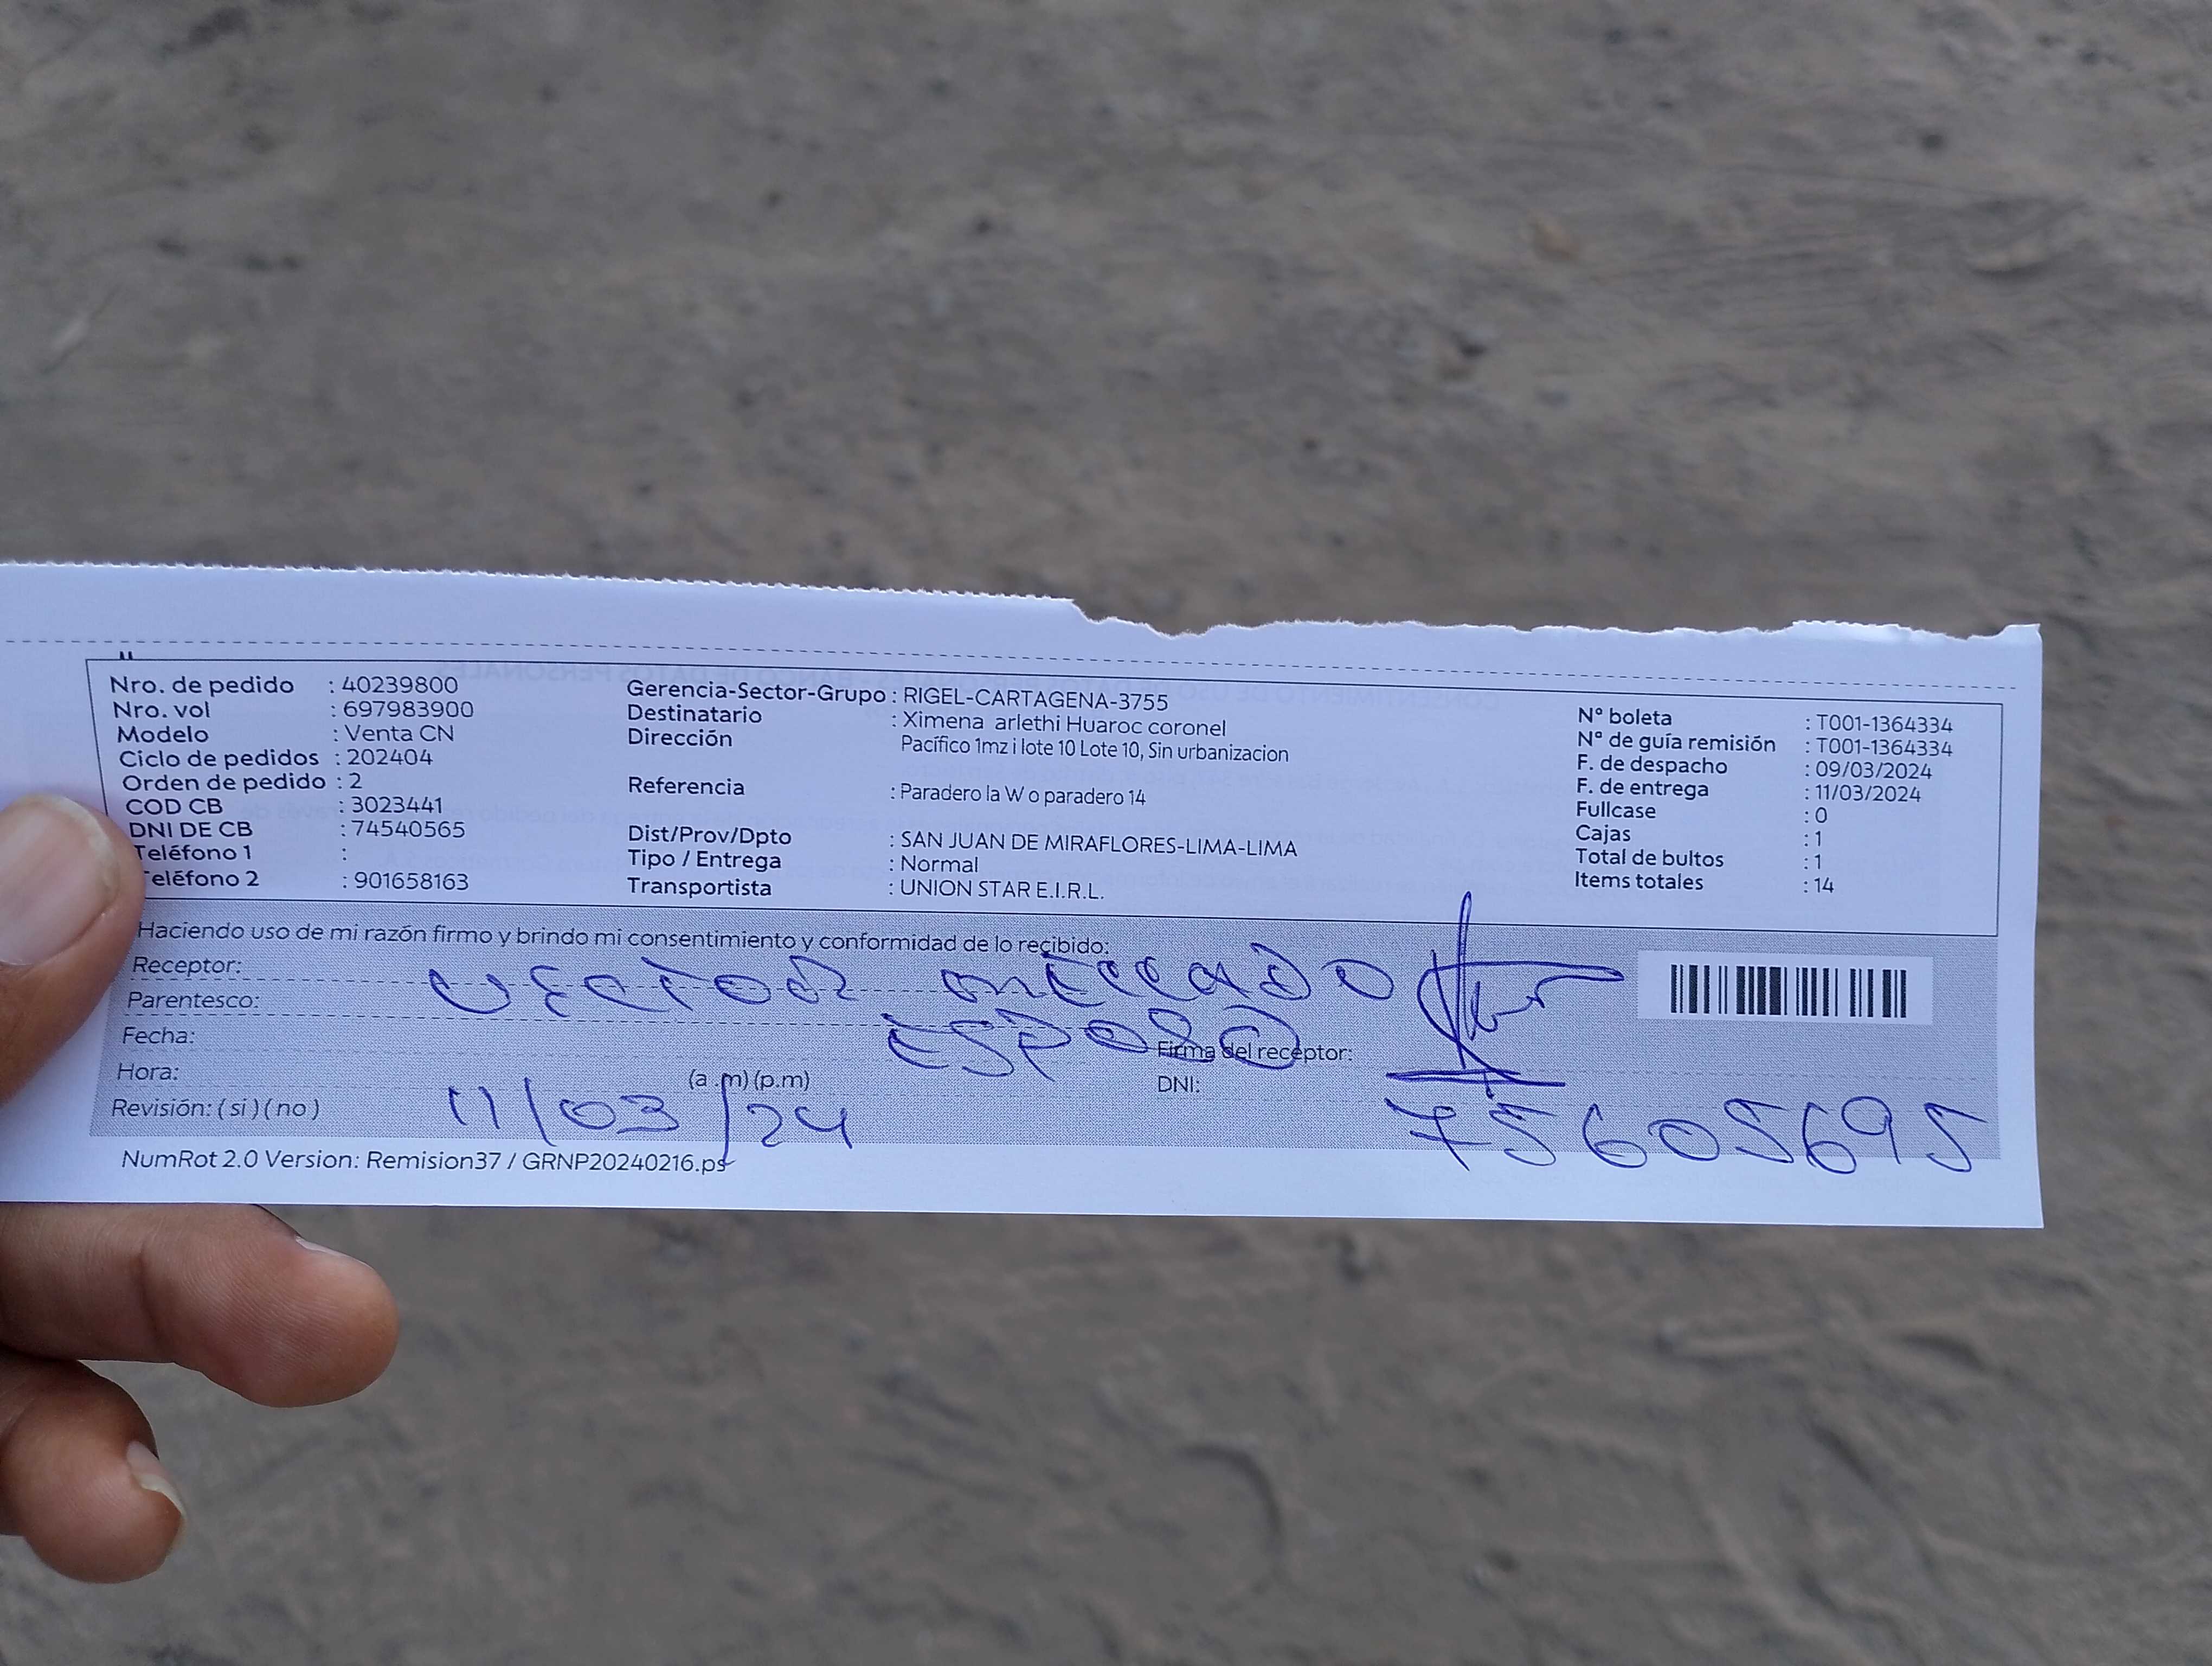 Nro. de pedido : 40239800
Nro. vol : 697983900
Modelo : Venta CN
Ciclo de pedidos : 202404
Orden de pedido : 2
COD CB : 3023441
DNI DE CB : 74540565
Teléfono 1 :
eléfono 2 : 901658163
Gerencia-Sector-Grupo : RIGEL-CARTAGENA-3755
Destinatario : Ximena arlethi Huaroc coronel
Dirección Pacífico 1mz i lote 10 Lote 10, Sin urbanizacion
Referencia : Paradero la W o paradero 14
Dist/Prov/Dpto : SAN JUAN DE MIRAFLORES-LIMA-LIMA
Tipo / Entrega : Normal
Transportista : UNION STAR E.I.R.L.
N° boleta : T001-1364334
N° de guía remisión : T001-1364334
F. de despacho : 09/03/2024
F. de entrega : 11/03/2024
Fullcase : 0
Cajas : 1
Total de bultos : 1
Items totales : 14
Haciendo uso de mi razón firmo y brindo mi consentimiento y conformidad de lo recibido:
Receptor:
Parentesco: ESPOSO
Fecha:
Firma del receptor:
Hora: (a .m) (p.m)
DNI: 75605695
Revisión: ( si ) ( no ) 11/03/24
NumRot 2.0 Version: Remision37 / GRNP20240216.ps